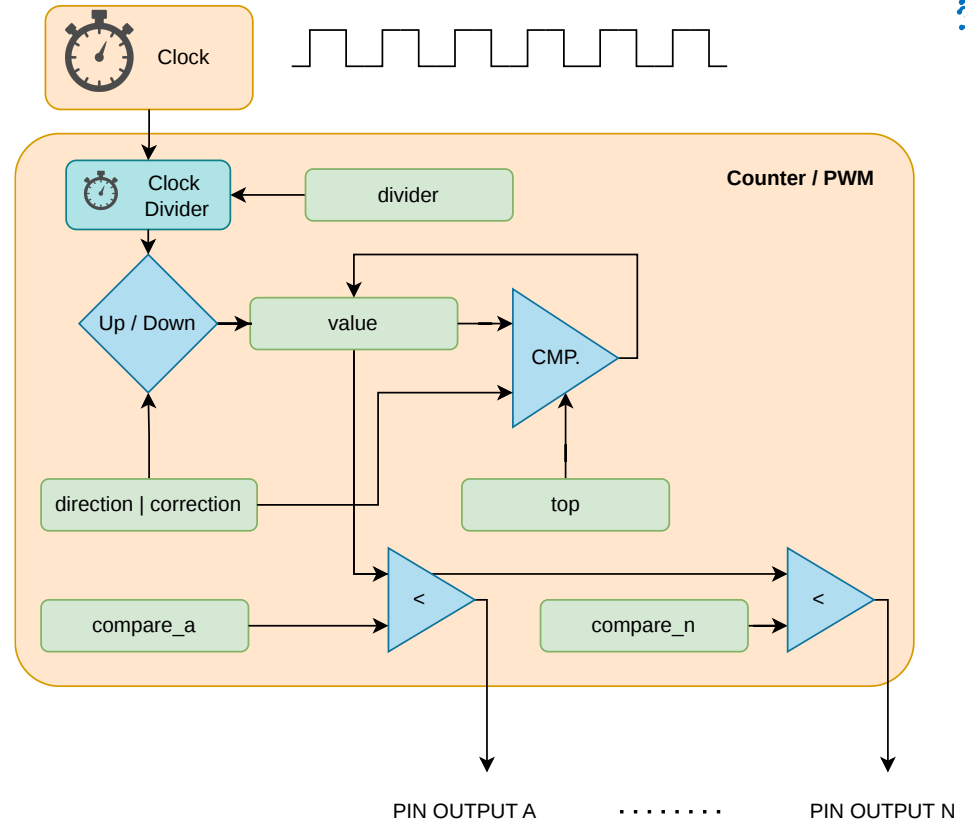 Clock
Counter / PWM
Clock
Divider
divider
Up / Down
value
CMP.
direction | correction
top
<
<
compare_a
compare_n
PIN OUTPUT A
........
PIN OUTPUT N